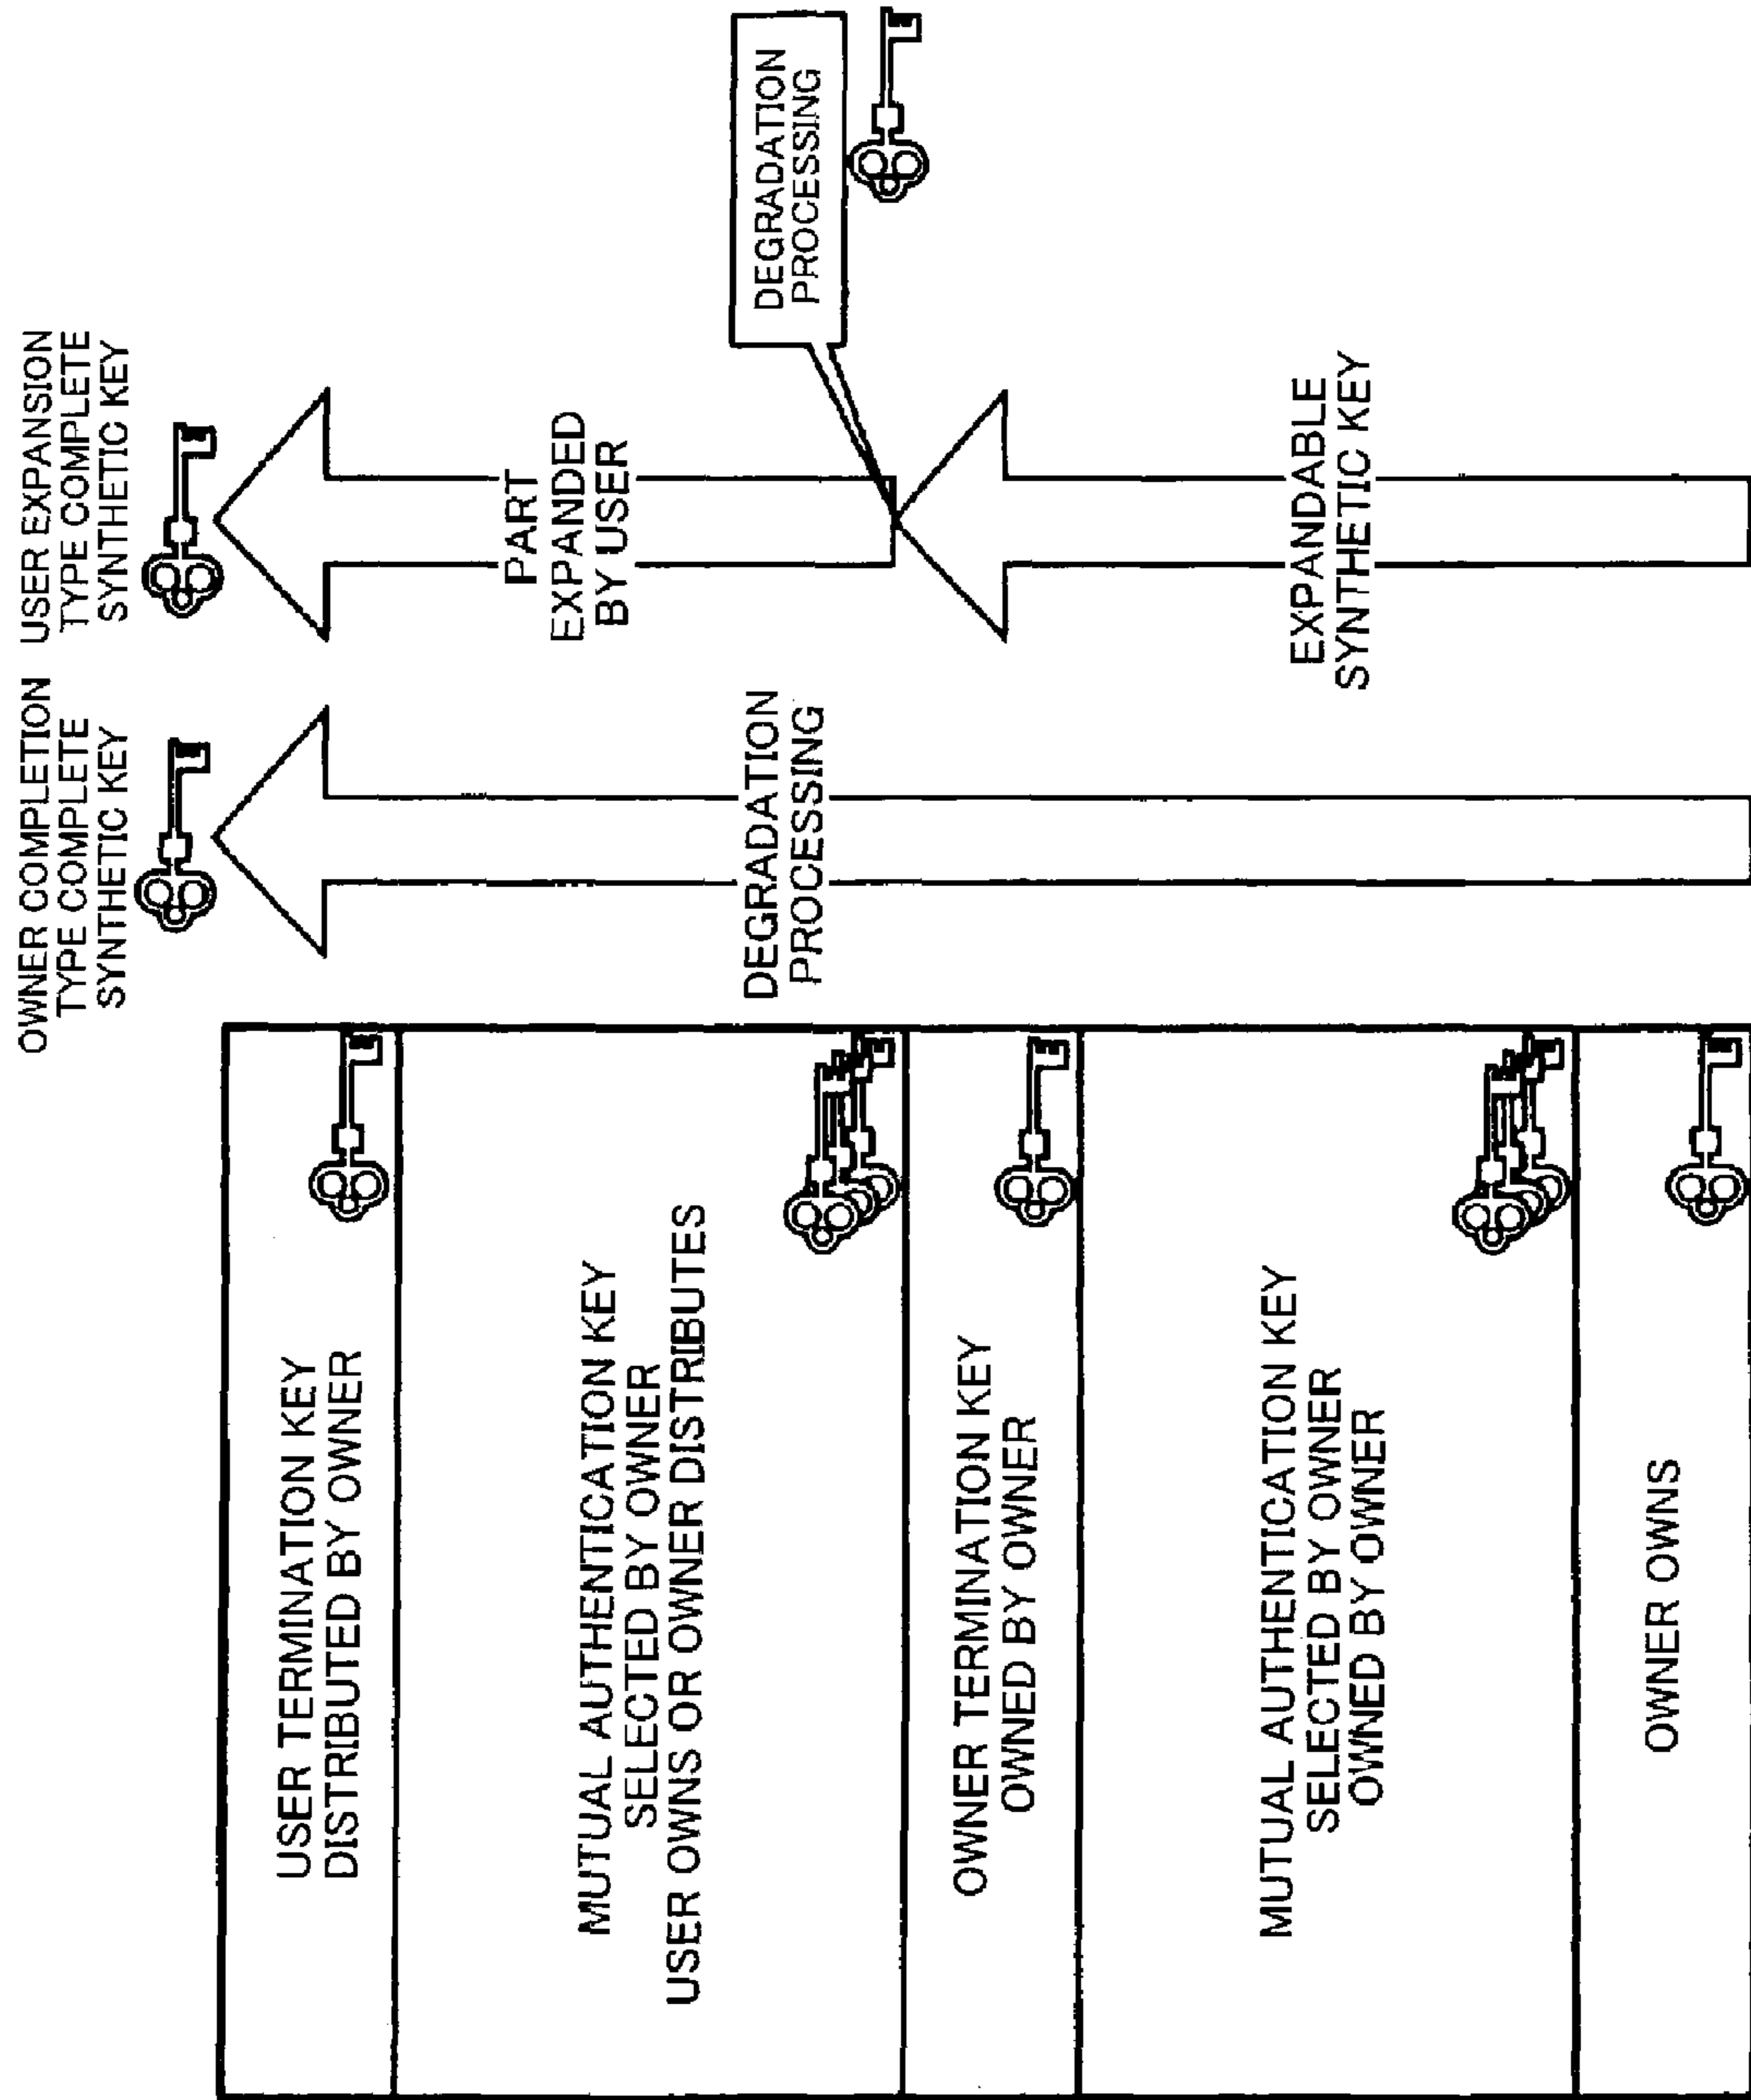 OWNER COMPLETION
TYPE COMPLETE
SYNTHETIC KEY
USER EXPANSION
TYPE COMPLETE
SYNTHETIC KEY
USER TERMINATION KEY
DISTRIBUTED BY OWNER
MUTUAL AUTHENTICATION KEY
SELECTED BY OWNER
USER OWNS OR OWNER DISTRIBUTES
OWNER TERMINATION KEY
OWNED BY OWNER
MUTUAL AUTHENTICATION KEY
SELECTED BY OWNER
OWNED BY OWNER
OWNER OWNS
DEGRADATION
PROCESSING
PART
EXPANDED
BY USER
EXPANDABLE
SYNTHETIC KEY
DEGRADATION
PROCESSING